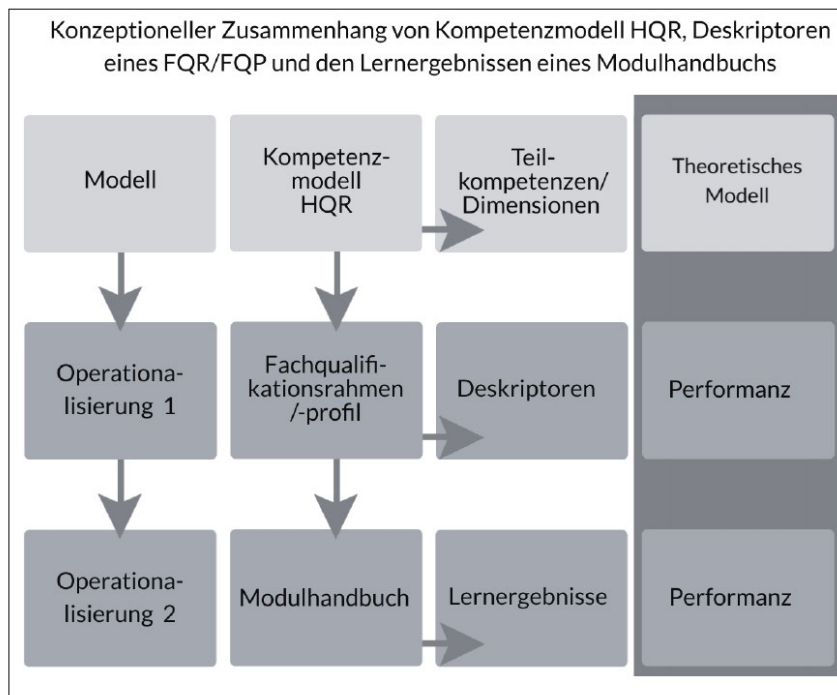 Konzeptioneller Zusammenhang von Kompetenzmodell HQR, Deskriptoren
eines FQR/FQP und den Lernergebnissen eines Modulhandbuchs
Modell
Kompetenz-
modell
HQR
Teil-
kompetenzen/
Dimensionen
Theoretisches
Modell
Operationa-
lisierung 1
Fachqualifi-
kationsrahmen
/-profil
Deskriptoren
Performanz
Operationa-
lisierung 2
Modulhandbuch
Lernergebnisse
Performanz